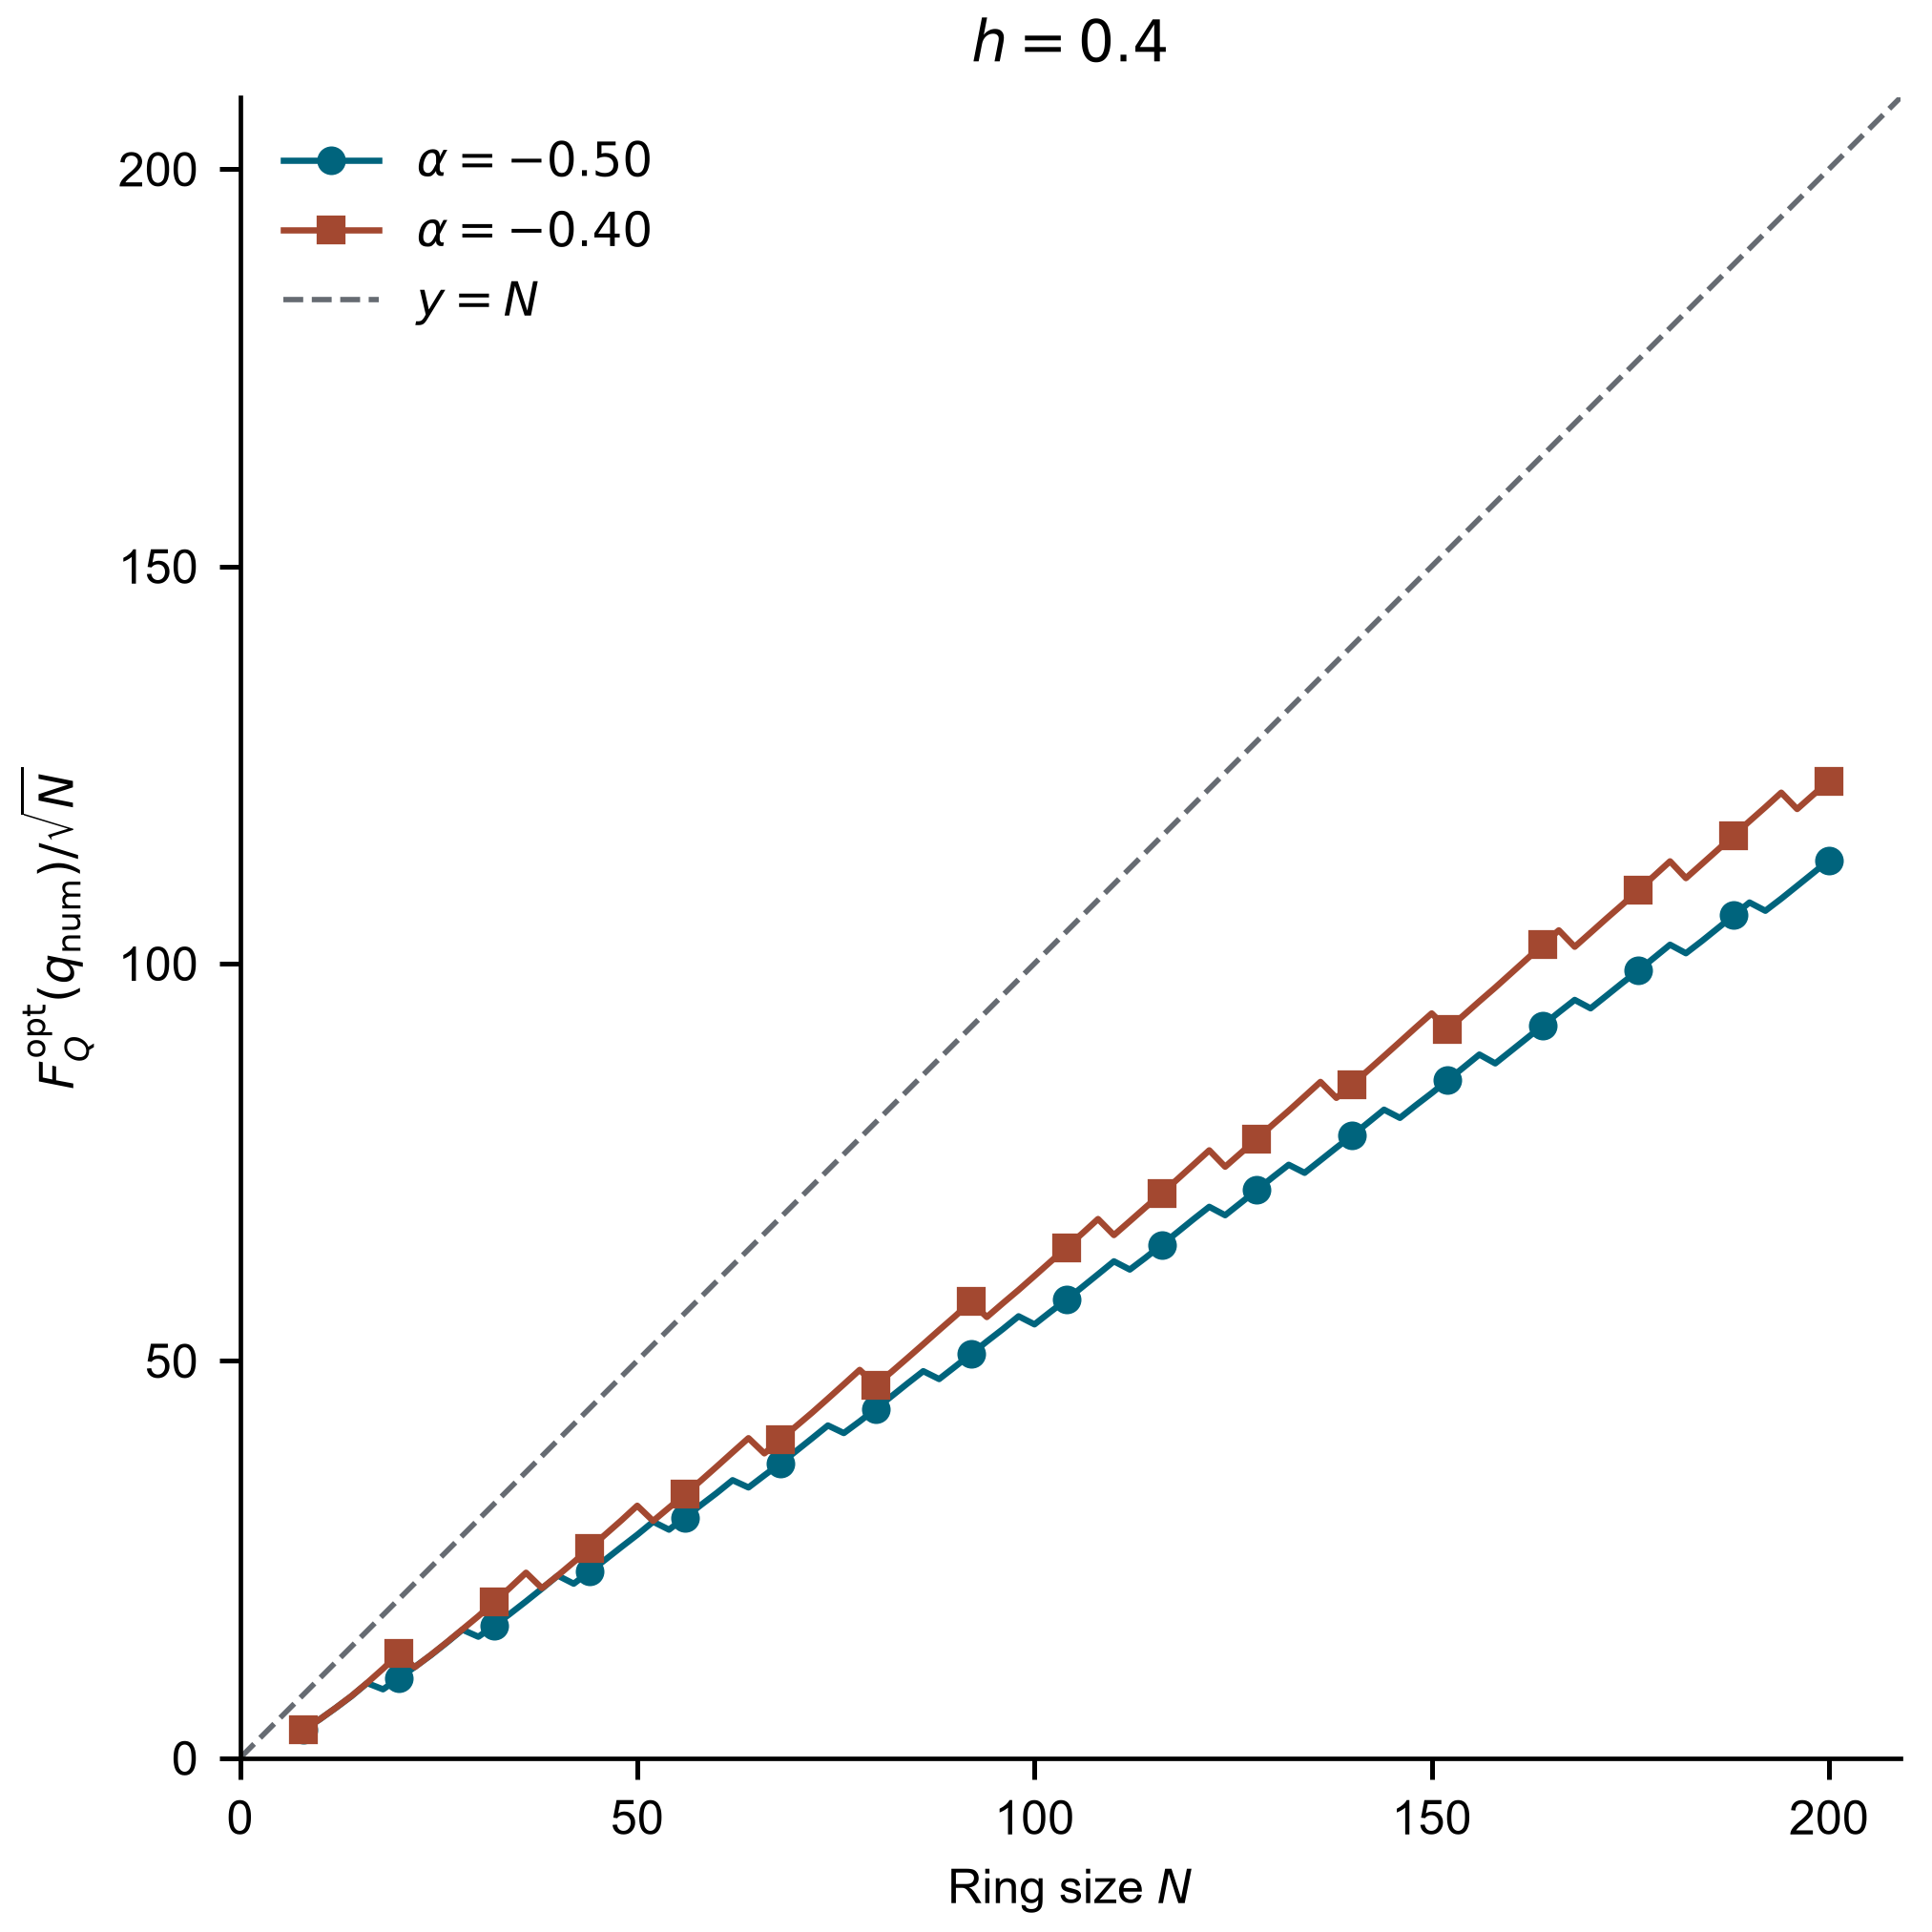 h = 0.4
α = −0.50
α = −0.40
y = N
200
150
100
50
0
0 50 100 150 200
Ring size N
F_Q^opt(q_num)/√N